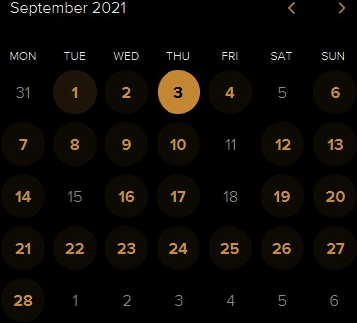 September 2021
MON TUE WED THU FRI SAT SUN
31 1 2 3 4 5 6
7 8 9 10 11 12 13
14 15 16 17 18 19 20
21 22 23 24 25 26 27
28 1 2 3 4 5 6